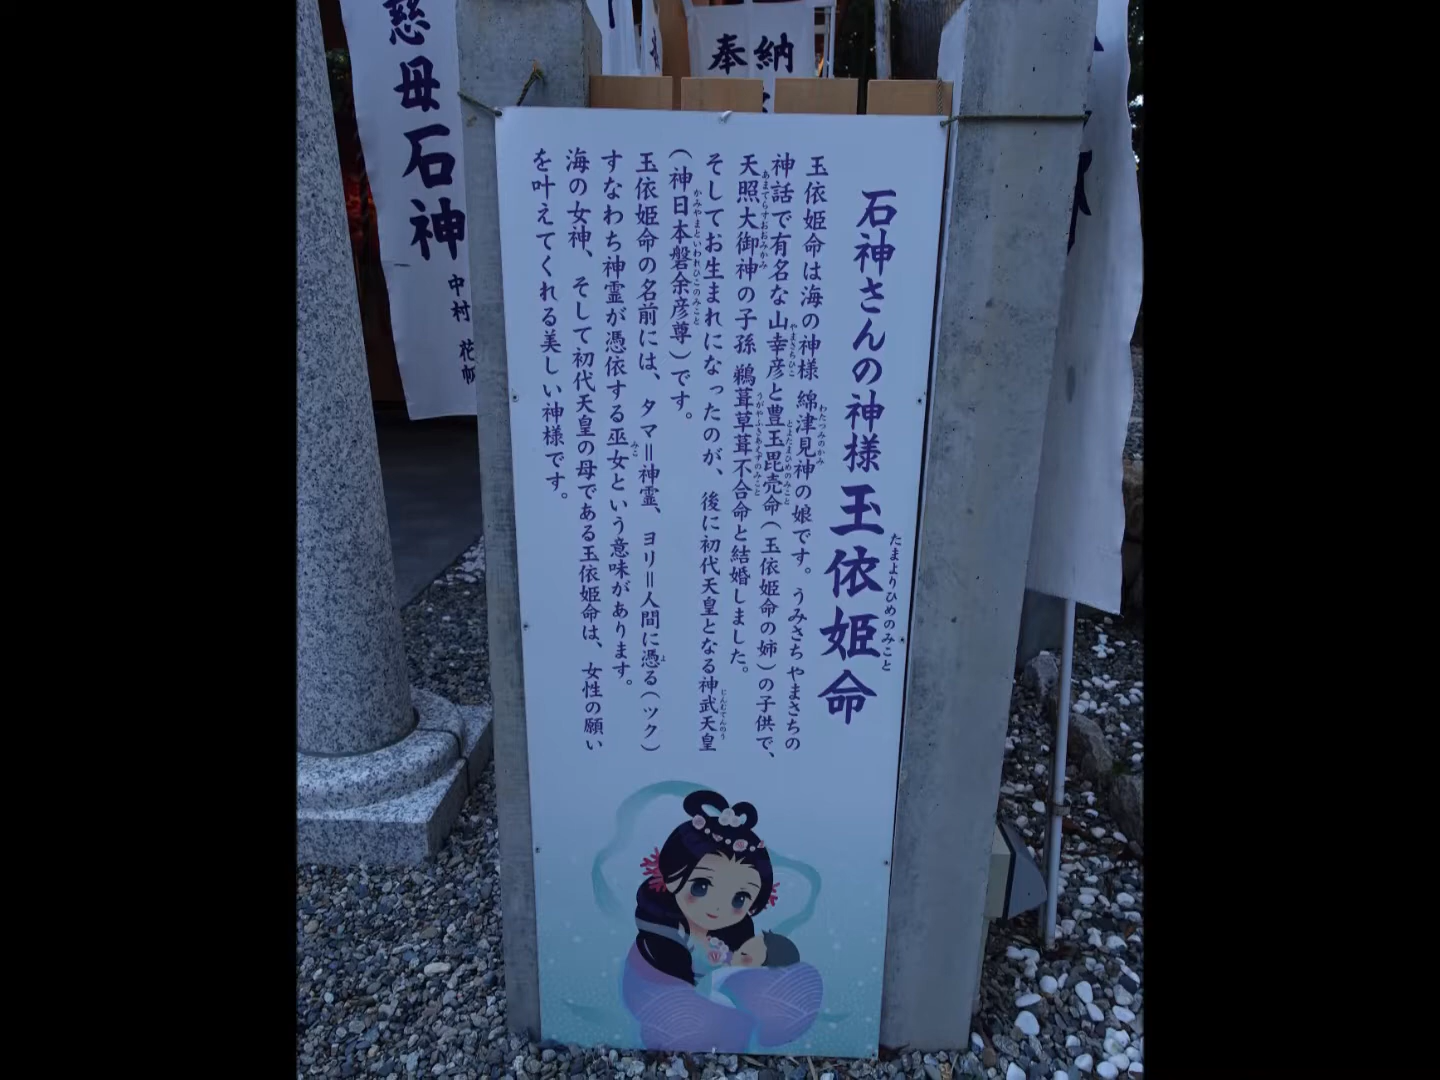 石神さんの神様 玉依姫命
たまよりひめのみこと
玉依姫命は海の神様 綿津見神の娘です。うみさち やまさちの
わたつみのかみ
神話で有名な山幸彦と豊玉毘売命(玉依姫命の姉)の子供で、
やまさちひこ
とよたまひめのみこと
天照大御神の子孫 鵜葺草葺不合命と結婚しました。
あまてらすおおみかみ
うがやふきあえずのみこと
そしてお生まれになったのが、後に初代天皇となる神武天皇
じんむてんのう
(神日本磐余彦尊)です。
かみやまといわれひこのみこと
玉依姫命の名前には、タマ=神霊、ヨリ=人間に憑る(ツク)
よ
すなわち神霊が憑依する巫女という意味があります。
みこ
海の女神、そして初代天皇の母である玉依姫命は、女性の願い
を叶えてくれる美しい神様です。
慈母石神
中村
花
奉納